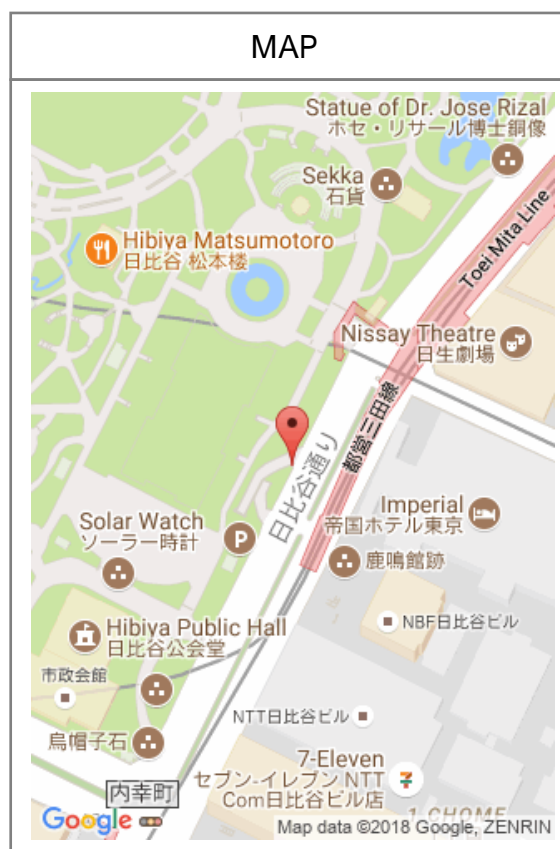 MAP
Statue of Dr. Jose Rizal
ホセ・リサール博士銅像
Sekka
石貨
Toei Mita Line
Hibiya Matsumotoro
日比谷 松本楼
Nissay Theatre
日生劇場
都営三田線
日比谷通り
Imperial
帝国ホテル東京
Solar Watch
ソーラー時計
P
鹿鳴館跡
Hibiya Public Hall
日比谷公会堂
NBF日比谷ビル
市政会館
NTT日比谷ビル
烏帽子石
7-Eleven
セブン-イレブン NTT
Com日比谷ビル店
内幸町
1 CHOME
Google
Map data ©2018 Google, ZENRIN